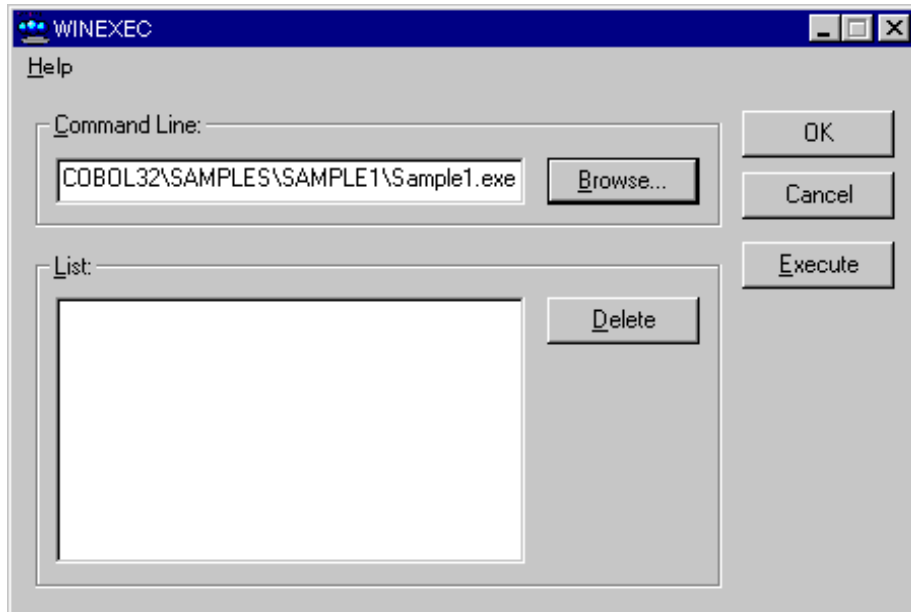 WINEXEC
Help
Command Line:
COBOL32\SAMPLES\SAMPLE1\Sample1.exe
Browse...
OK
Cancel
Execute
List:
Delete